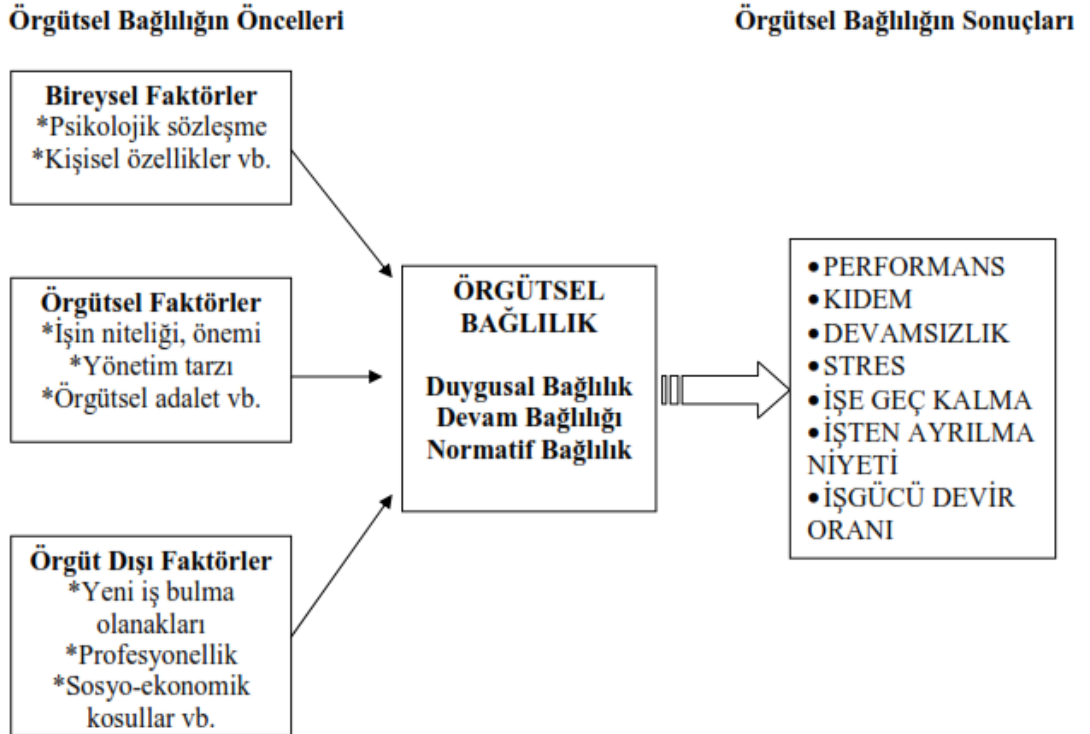 Örgütsel Bağlılığın Öncelleri
Örgütsel Bağlılığın Sonuçları
Bireysel Faktörler
*Psikolojik sözleşme
*Kişisel özellikler vb.
Örgütsel Faktörler
*İşin niteliği, önemi
*Yönetim tarzı
*Örgütsel adalet vb.
Örgüt Dışı Faktörler
*Yeni iş bulma
olanakları
*Profesyonellik
*Sosyo-ekonomik
kosullar vb.
ÖRGÜTSEL
BAĞLILIK
Duygusal Bağlılık
Devam Bağlılığı
Normatif Bağlılık
•PERFORMANS
•KIDEM
•DEVAMSIZLIK
•STRES
•İŞE GEÇ KALMA
•İŞTEN AYRILMA
NİYETİ
•İŞGÜCÜ DEVİR
ORANI